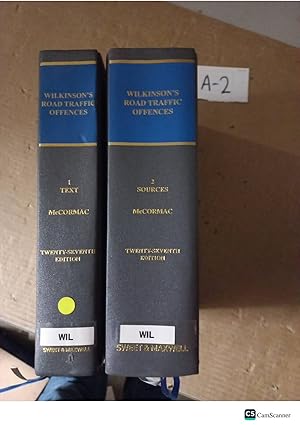 WILKINSON'S
ROAD TRAFFIC
OFFENCES
1
TEXT
McCORMAC
TWENTY-SEVENTH
EDITION
WIL
SWEET & MAXWELL
WILKINSON'S
ROAD TRAFFIC
OFFENCES
2
SOURCES
McCORMAC
TWENTY-SEVENTH
EDITION
WIL
SWEET & MAXWELL
A-2
CS CamScanner